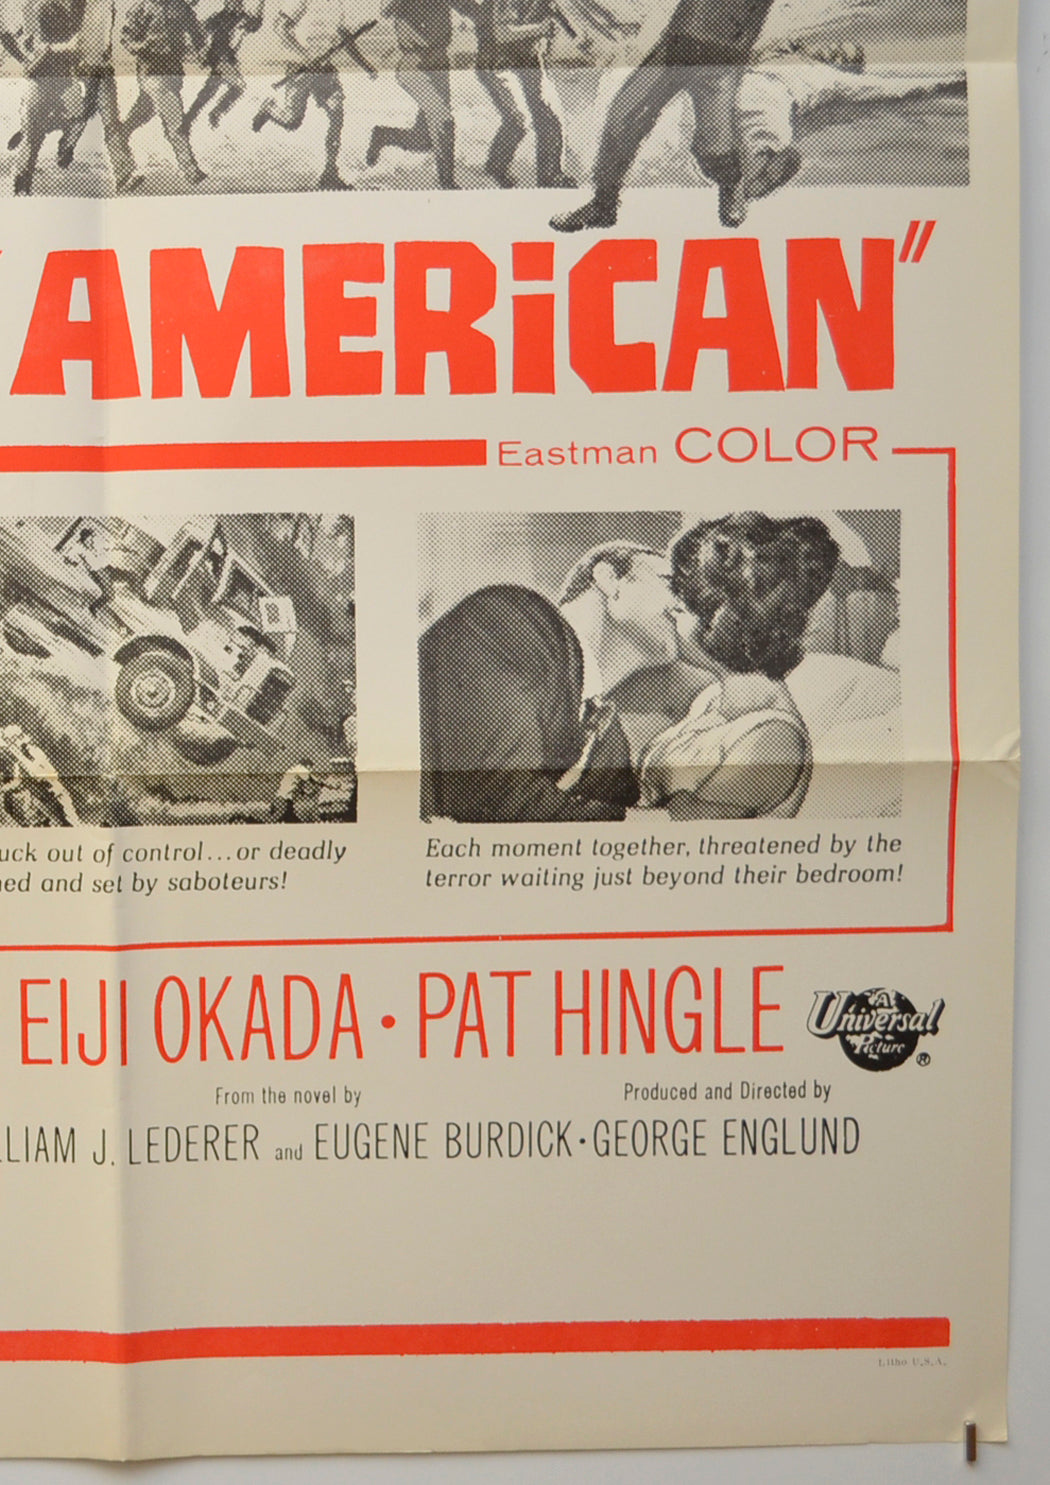 AMERiCAN"
Eastman COLOR
out of control...or deadly
and set by saboteurs!
Each moment together, threatened by the
terror waiting just beyond their bedroom!
EIJI OKADA • PAT HINGLE
A
Universal
Picture
®
From the novel by
Produced and Directed by
LLIAM J. LEDERER and EUGENE BURDICK • GEORGE ENGLUND
Litho U.S.A.